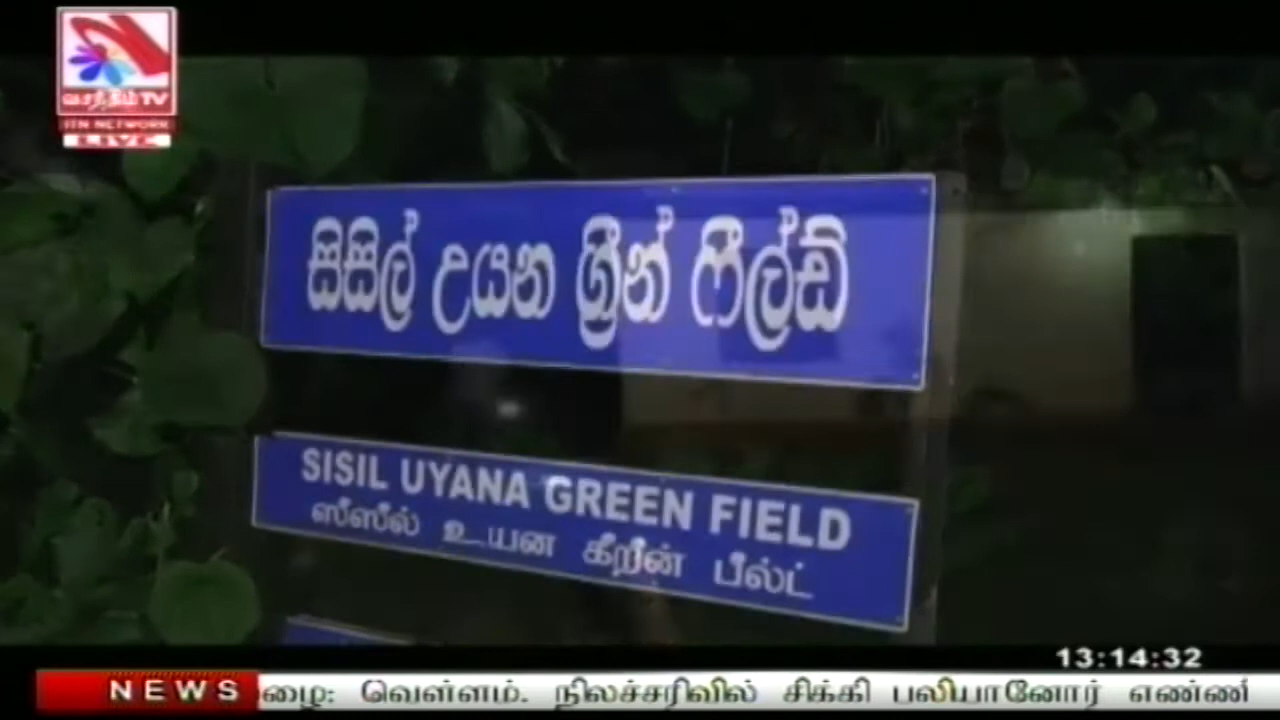 வசந்தம்TV
ITN NETWORK
LIVE
සිසිල් උයන ග්‍රීන් ෆීල්ඩ්
SISIL UYANA GREEN FIELD
ஸீஸீல் உயன கீறீன் பீல்ட்
13:14:32
NEWS ழை: வெள்ளம். நிலச்சரிவில் சிக்கி பலியானோர் எண்ணி